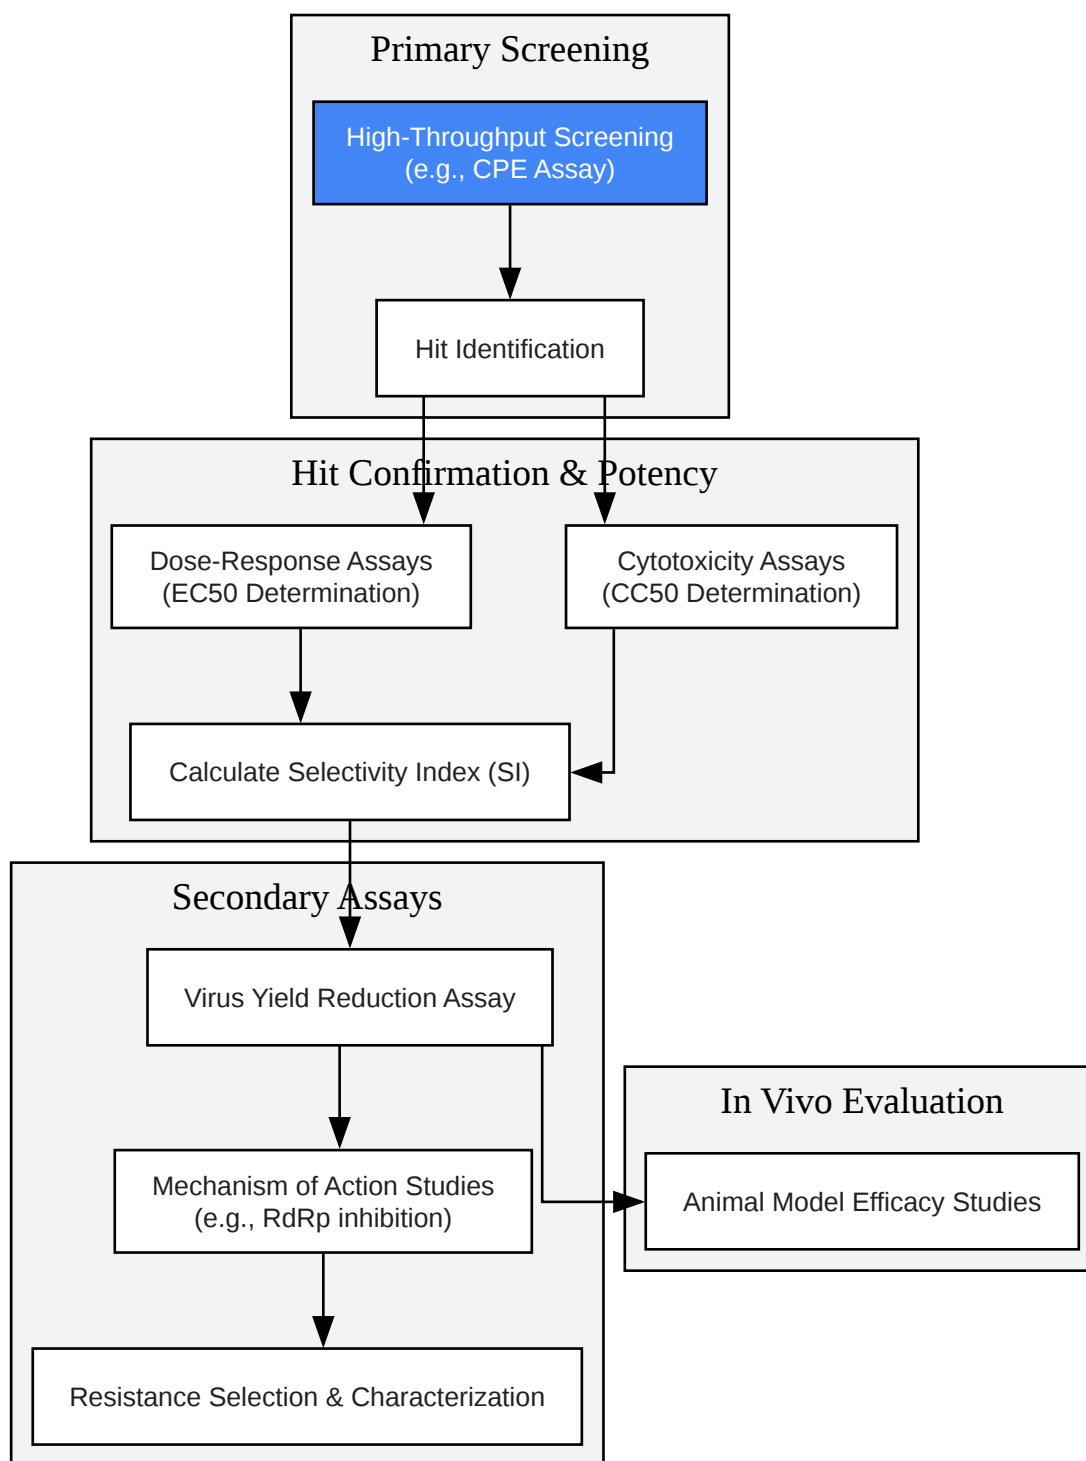 Primary Screening
High-Throughput Screening
(e.g., CPE Assay)
Hit Identification
Hit Confirmation & Potency
Dose-Response Assays
(EC50 Determination)
Cytotoxicity Assays
(CC50 Determination)
Calculate Selectivity Index (SI)
Secondary Assays
Virus Yield Reduction Assay
In Vivo Evaluation
Mechanism of Action Studies
(e.g., RdRp inhibition)
Animal Model Efficacy Studies
Resistance Selection & Characterization